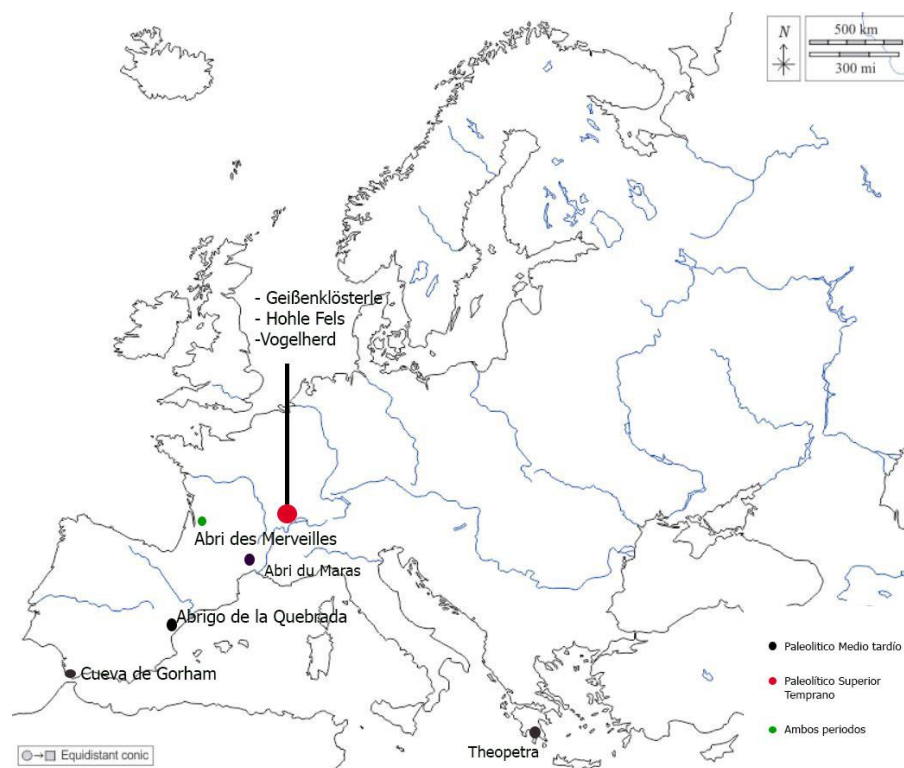 N
500 km
300 mi
- Geißenklösterle
- Hohle Fels
-Vogelherd
Abri des Merveilles
Abri du Maras
Abrigo de la Quebrada
Cueva de Gorham
Theopetra
Paleolitico Medio tardío
Paleolítico Superior
Temprano
Ambos periodos
Equidistant conic